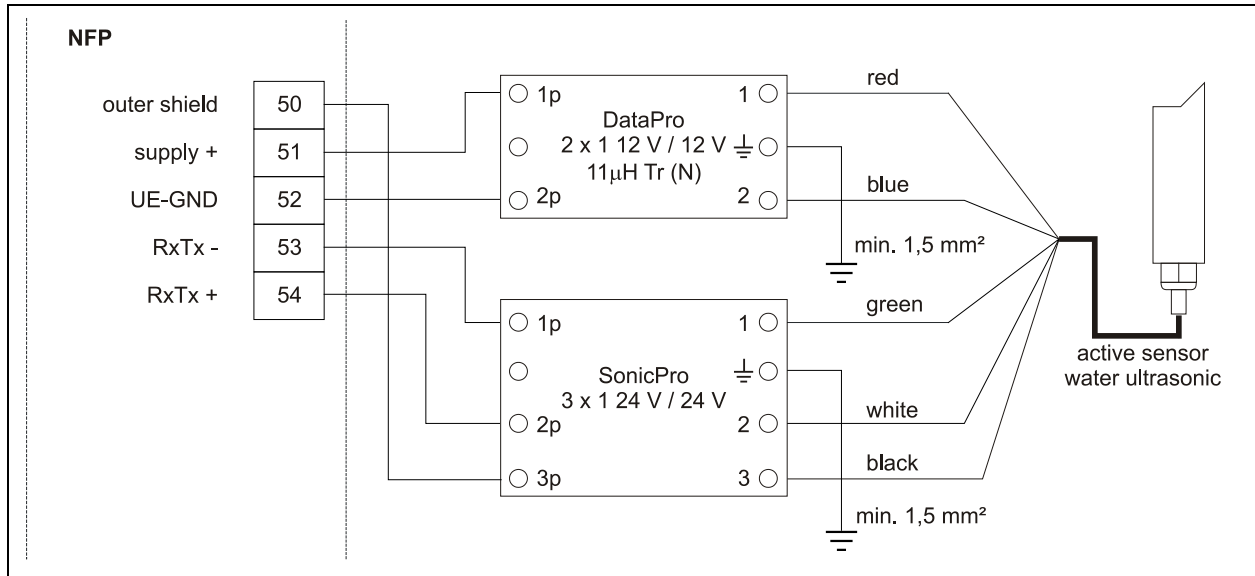 NFP
outer shield 50
supply + 51
UE-GND 52
RxTx - 53
RxTx + 54
1p 1
DataPro
2 x 1 12 V / 12 V
11µH Tr (N)
2p 2
red
blue
min. 1,5 mm²
1p 1
SonicPro
3 x 1 24 V / 24 V
2p 2
3p 3
green
white
black
min. 1,5 mm²
active sensor
water ultrasonic